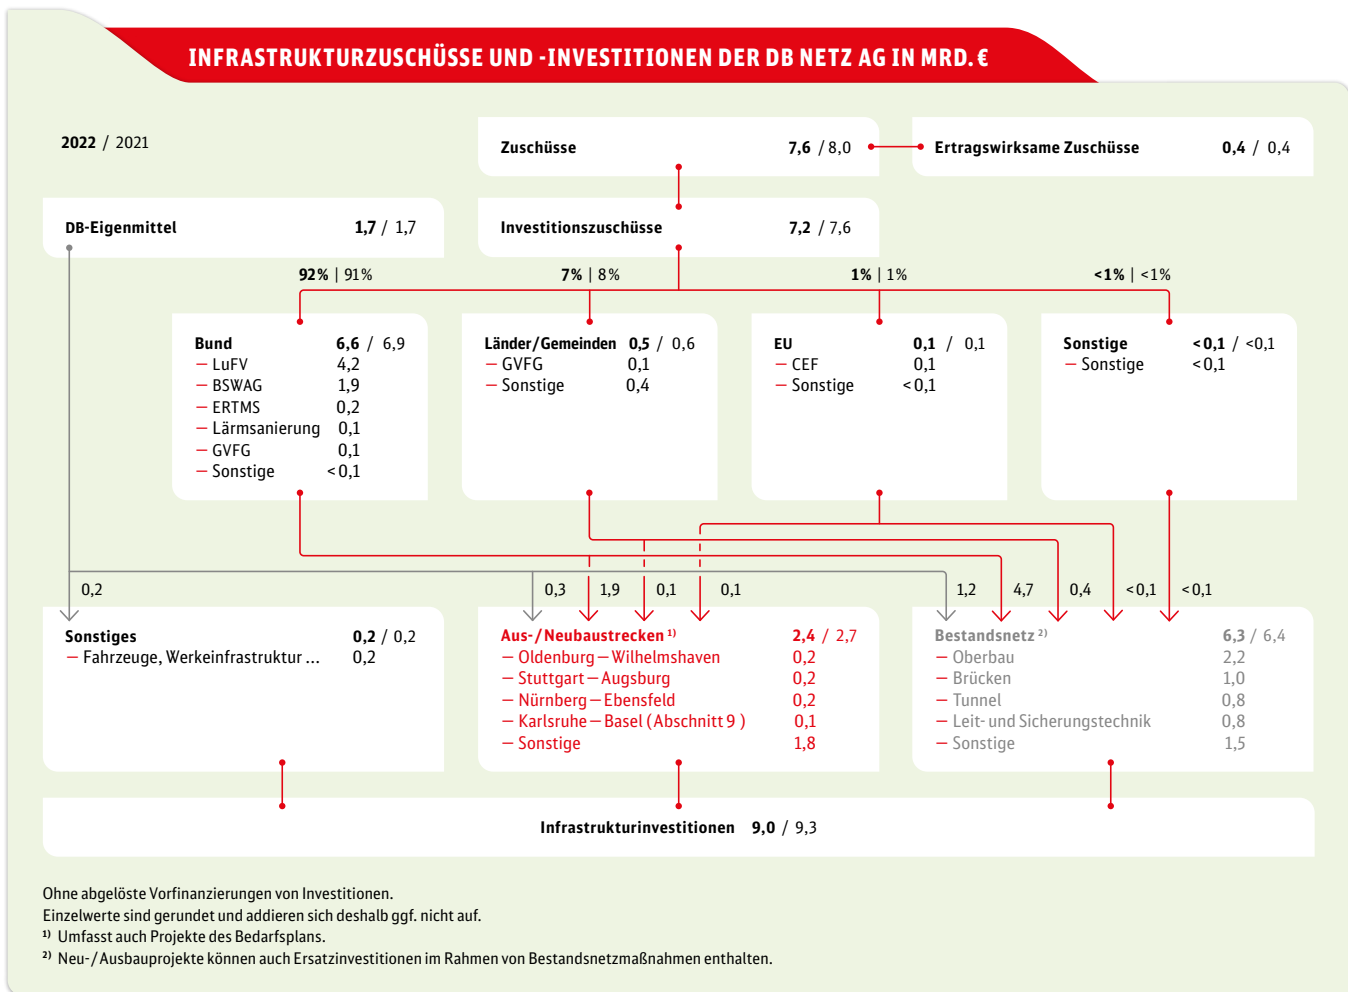 INFRASTRUKTURZUSCHÜSSE UND -INVESTITIONEN DER DB NETZ AG IN MRD. €
2022 / 2021
Zuschüsse 7,6 / 8,0
Ertragswirksame Zuschüsse 0,4 / 0,4
DB-Eigenmittel 1,7 / 1,7
Investitionszuschüsse 7,2 / 7,6
92% | 91%
7% | 8%
1% | 1%
<1% | <1%
Bund 6,6 / 6,9
– LuFV 4,2
– BSWAG 1,9
– ERTMS 0,2
– Lärmsanierung 0,1
– GVFG 0,1
– Sonstige <0,1
Länder/Gemeinden 0,5 / 0,6
– GVFG 0,1
– Sonstige 0,4
EU 0,1 / 0,1
– CEF 0,1
– Sonstige <0,1
Sonstige <0,1 / <0,1
– Sonstige <0,1
0,2
0,3
1,9
0,1
0,1
1,2
4,7
0,4
<0,1
<0,1
Sonstiges 0,2 / 0,2
– Fahrzeuge, Werkeinfrastruktur ... 0,2
Aus-/Neubaustrecken 1) 2,4 / 2,7
– Oldenburg – Wilhelmshaven 0,2
– Stuttgart – Augsburg 0,2
– Nürnberg – Ebensfeld 0,2
– Karlsruhe – Basel (Abschnitt 9 ) 0,1
– Sonstige 1,8
Bestandsnetz 2) 6,3 / 6,4
– Oberbau 2,2
– Brücken 1,0
– Tunnel 0,8
– Leit- und Sicherungstechnik 0,8
– Sonstige 1,5
Infrastrukturinvestitionen 9,0 / 9,3
Ohne abgelöste Vorfinanzierungen von Investitionen.
Einzelwerte sind gerundet und addieren sich deshalb ggf. nicht auf.
1) Umfasst auch Projekte des Bedarfsplans.
2) Neu-/Ausbauprojekte können auch Ersatzinvestitionen im Rahmen von Bestandsnetzmaßnahmen enthalten.